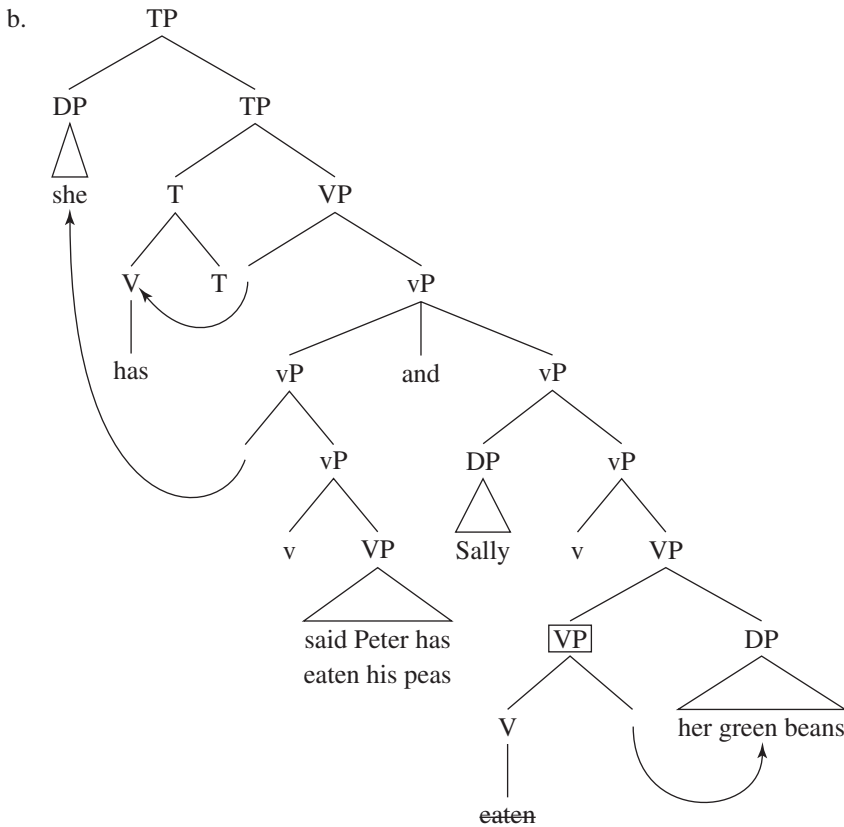 b. TP
DP TP
she T VP
V T vP
has vP and vP
vP DP vP
v VP Sally v VP
said Peter has VP DP
eaten his peas
V her green beans
eaten